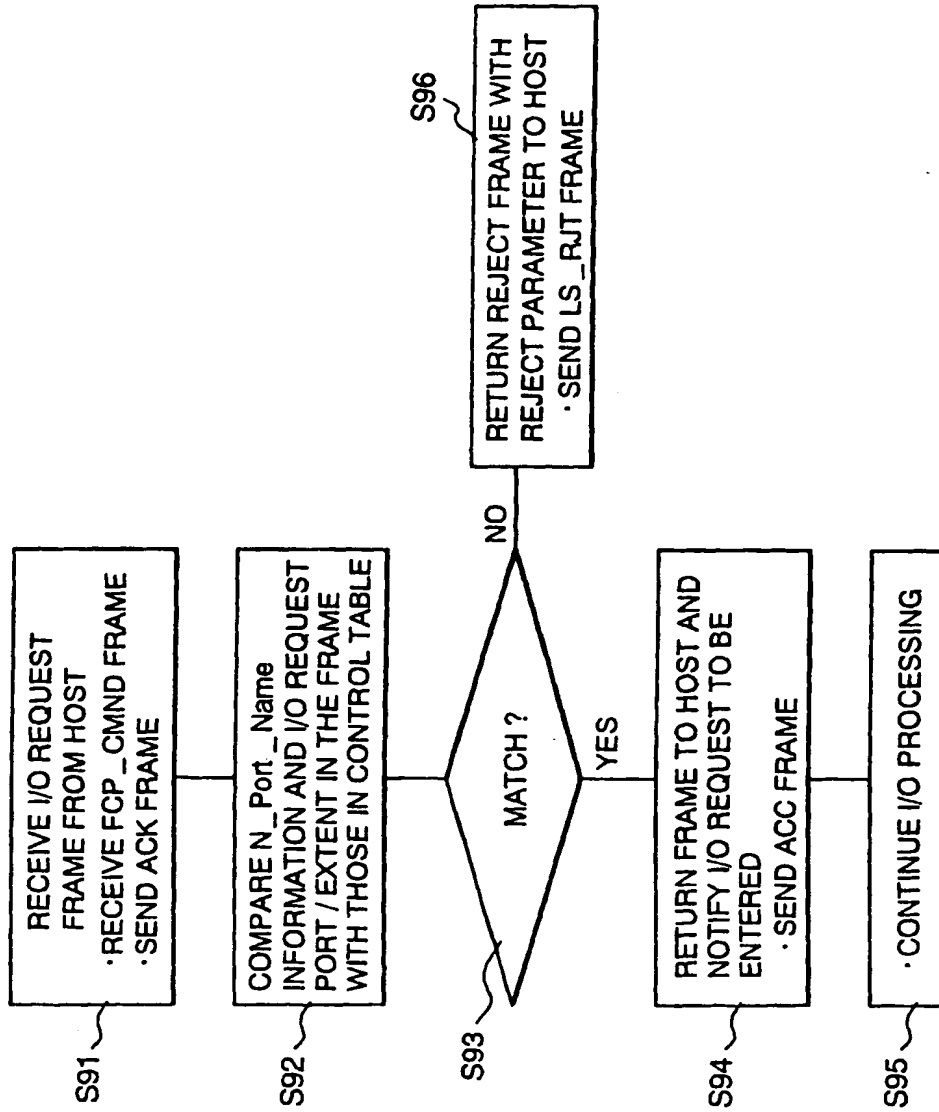 S91
RECEIVE I/O REQUEST
FRAME FROM HOST
·RECEIVE FCP_CMND FRAME
·SEND ACK FRAME
S92
COMPARE N_Port_Name
INFORMATION AND I/O REQUEST
PORT / EXTENT IN THE FRAME
WITH THOSE IN CONTROL TABLE
S93
MATCH ?
NO
YES
S96
RETURN REJECT FRAME WITH
REJECT PARAMETER TO HOST
· SEND LS_RJT FRAME
S94
RETURN FRAME TO HOST AND
NOTIFY I/O REQUEST TO BE
ENTERED
· SEND ACC FRAME
S95
· CONTINUE I/O PROCESSING